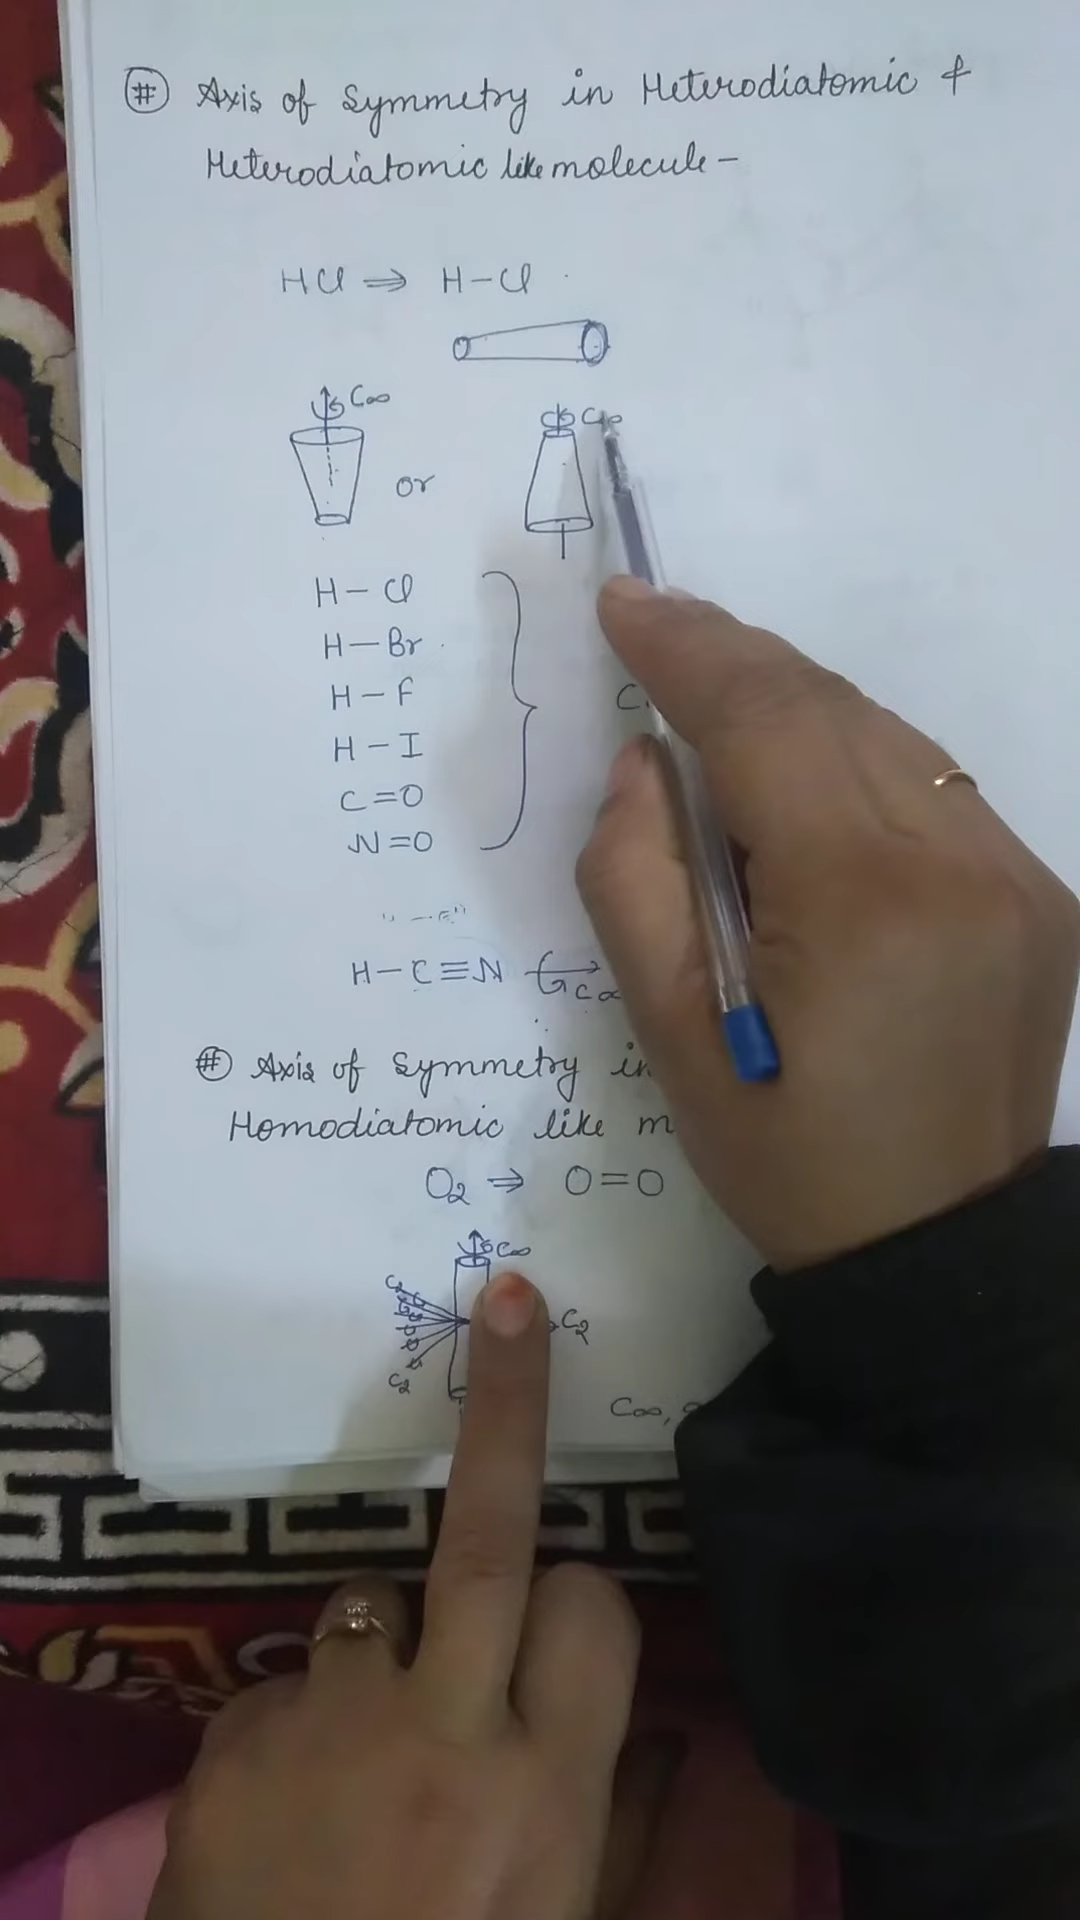 # Axis of Symmetry in Heterodiatomic &
Heterodiatomic like molecule -
HCl ⇒ H-Cl
C∞
C∞
or
H-Cl
H-Br
H-F
H-I
C=O
N=O
H-C≡N C∞
# Axis of Symmetry in
Homodiatomic like m
O₂ ⇒ O=O
C∞
C₂
C₂
C₂
C∞,